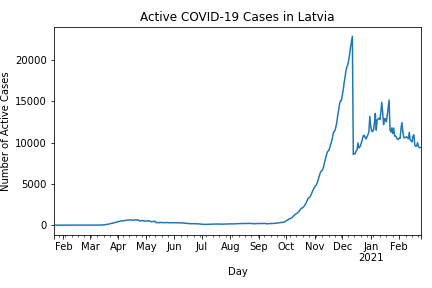 Active COVID-19 Cases in Latvia
Number of Active Cases
20000
15000
10000
5000
0
Feb Mar Apr May Jun Jul Aug Sep Oct Nov Dec Jan Feb
2021
Day